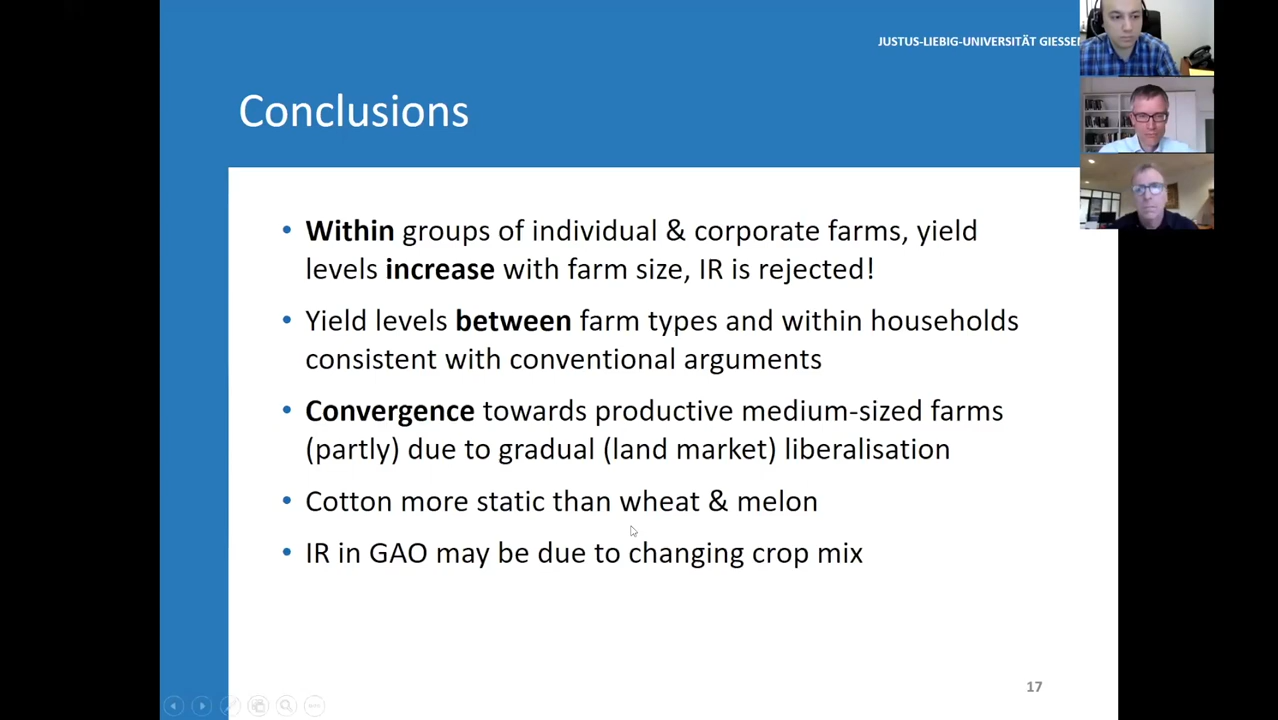 JUSTUS-LIEBIG-UNIVERSITÄT GIESSEN
Conclusions
• Within groups of individual & corporate farms, yield
levels increase with farm size, IR is rejected!
• Yield levels between farm types and within households
consistent with conventional arguments
• Convergence towards productive medium-sized farms
(partly) due to gradual (land market) liberalisation
• Cotton more static than wheat & melon
• IR in GAO may be due to changing crop mix
17